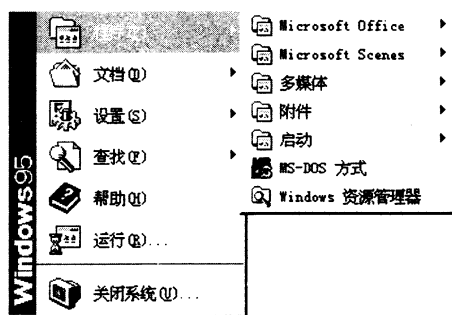 Windows95
文档(D)
设置(S)
查找(F)
帮助(H)
运行(R)...
关闭系统(U)...
Microsoft Office
Microsoft Scenes
多媒体
附件
启动
MS-DOS 方式
Windows 资源管理器